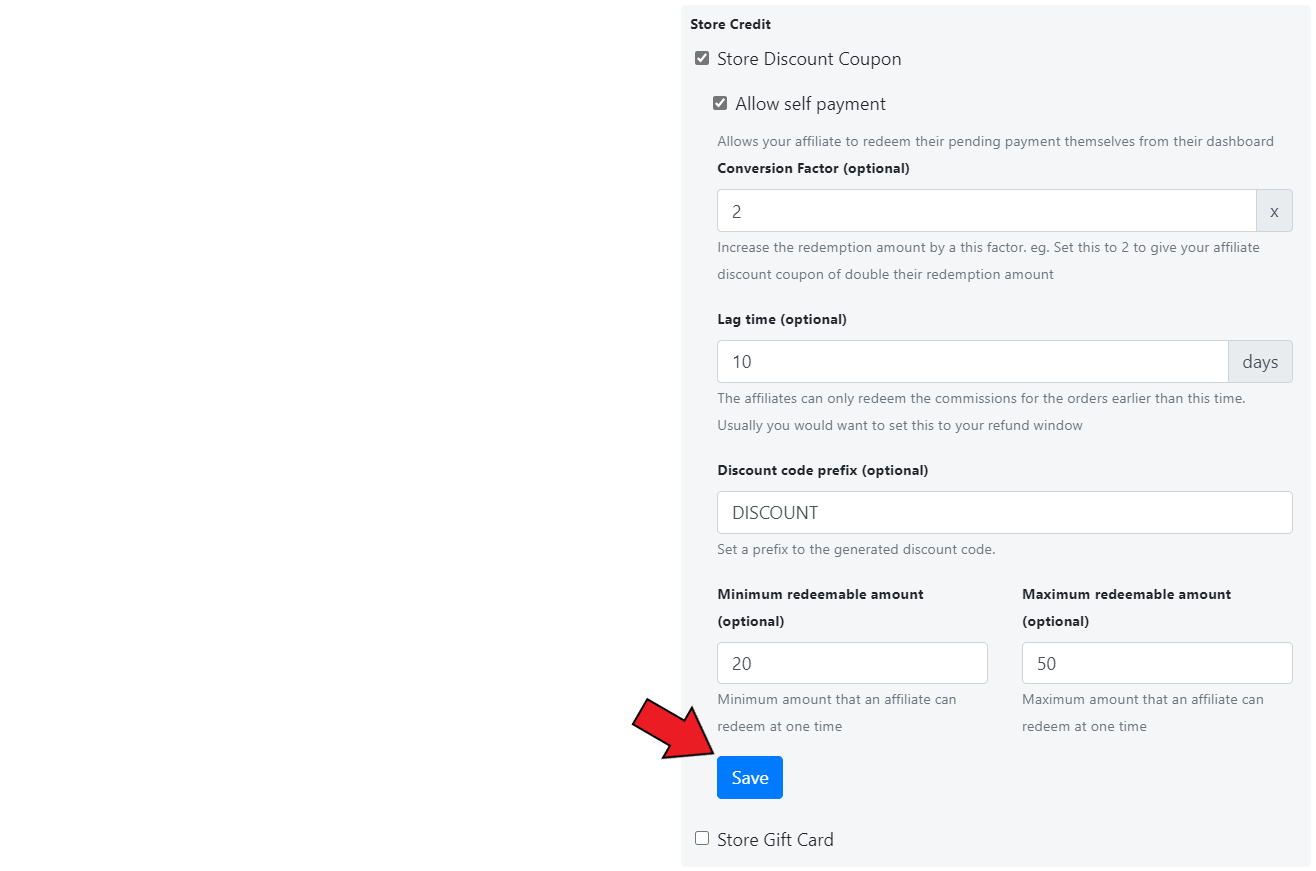 Store Credit
Store Discount Coupon
Allow self payment
Allows your affiliate to redeem their pending payment themselves from their dashboard
Conversion Factor (optional)
2
x
Increase the redemption amount by a this factor. eg. Set this to 2 to give your affiliate
discount coupon of double their redemption amount
Lag time (optional)
10
days
The affiliates can only redeem the commissions for the orders earlier than this time.
Usually you would want to set this to your refund window
Discount code prefix (optional)
DISCOUNT
Set a prefix to the generated discount code.
Minimum redeemable amount
(optional)
20
Minimum amount that an affiliate can
redeem at one time
Maximum redeemable amount
(optional)
50
Maximum amount that an affiliate can
redeem at one time
Save
Store Gift Card